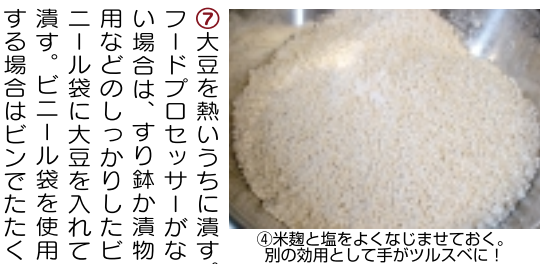 ⑦大豆を熱いうちに潰す。
フードプロセッサーがな
い場合は、すり鉢か漬物
用などのしっかりしたビ
ニール袋に大豆を入れて
潰す。ビニール袋を使用
する場合はビンでたたく
④米麹と塩をよくなじませておく。
別の効用として手がツルスベに！